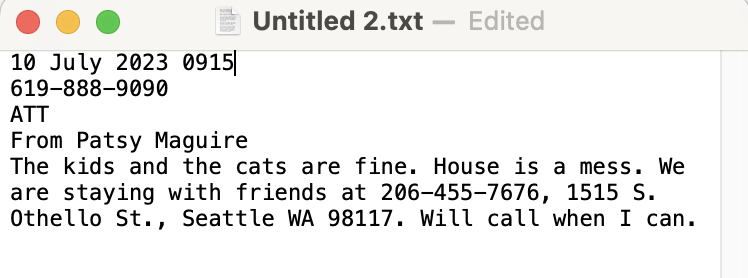 Untitled 2.txt — Edited
10 July 2023 0915
619-888-9090
ATT
From Patsy Maguire
The kids and the cats are fine. House is a mess. We
are staying with friends at 206-455-7676, 1515 S.
Othello St., Seattle WA 98117. Will call when I can.